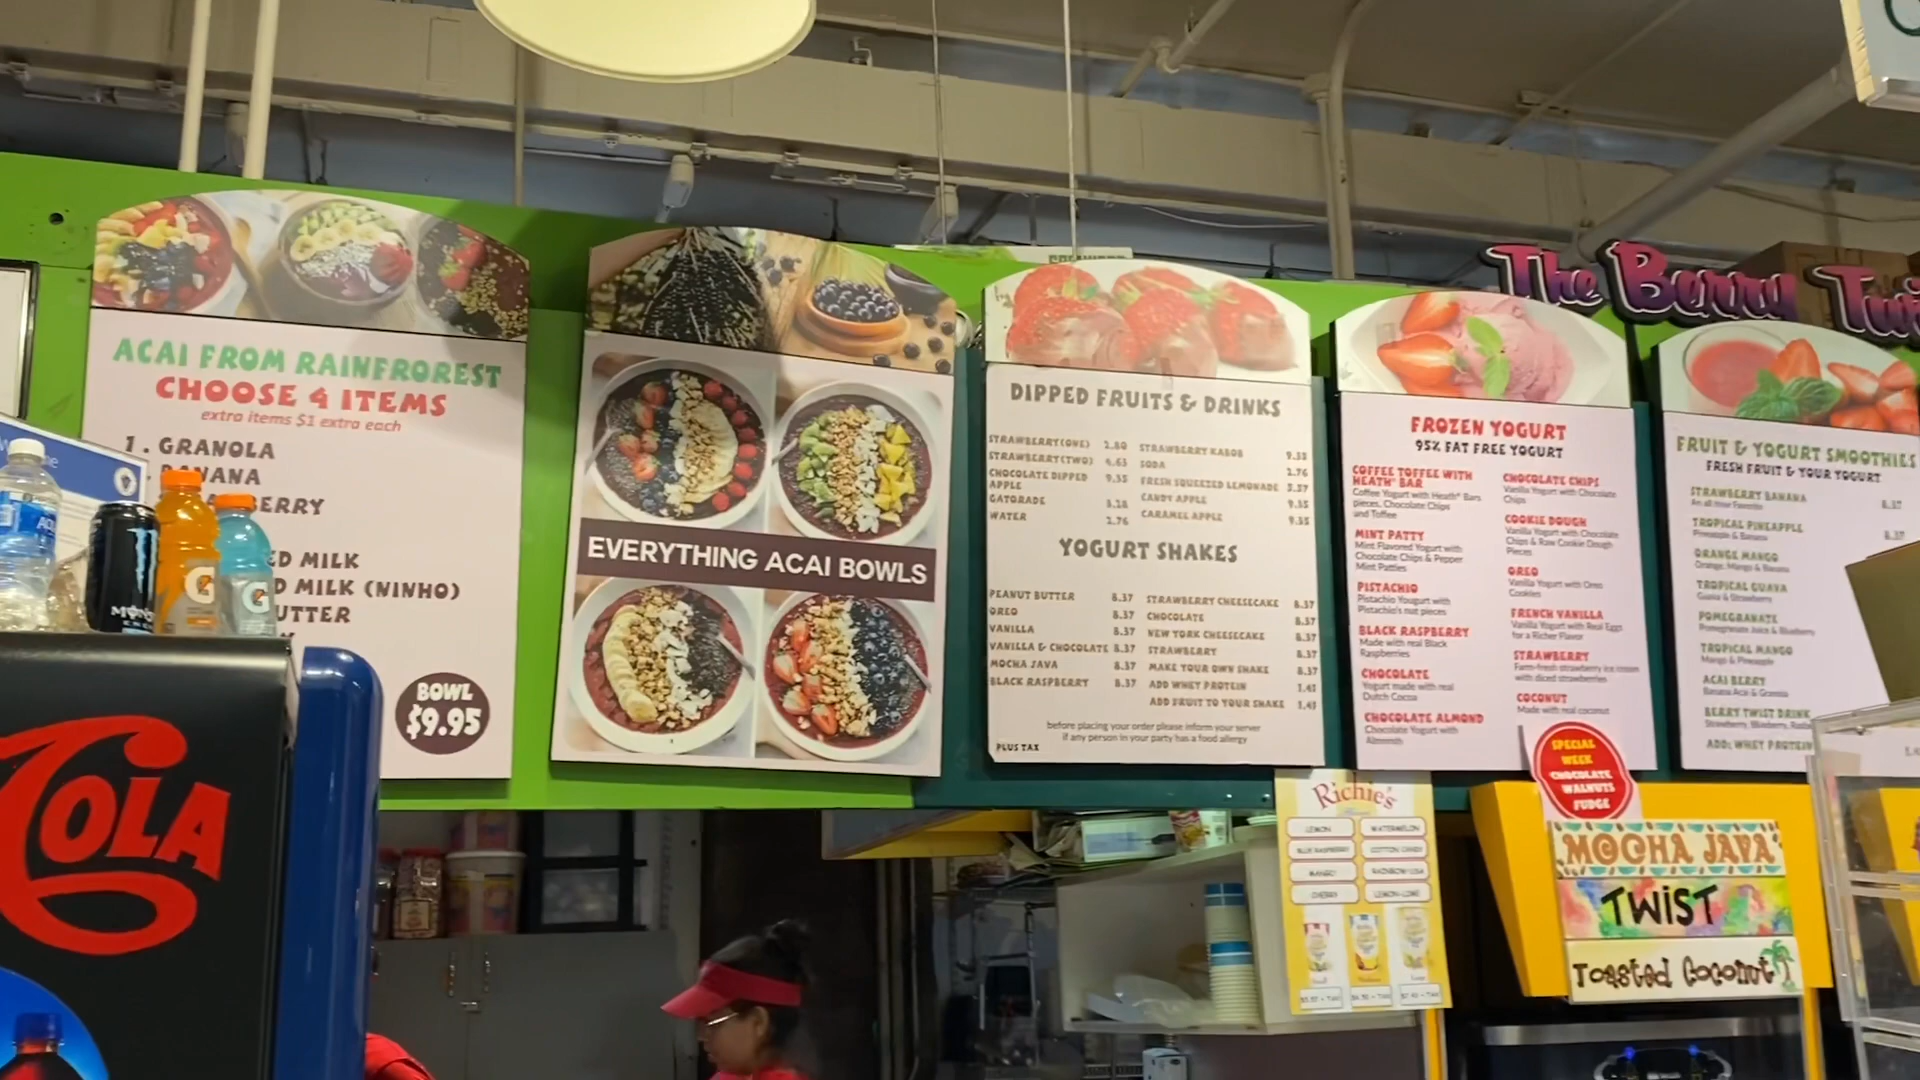 The Berry Twi
ACAI FROM RAINFROREST
CHOOSE 4 ITEMS
extra items $1 extra each
1. GRANOLA
BANANA
BERRY
ED MILK
D MILK (NINHO)
UTTER
BOWL
$9.95
EVERYTHING ACAI BOWLS
DIPPED FRUITS & DRINKS
STRAWBERRY(ONE) 2.80
STRAWBERRY(TWO) 4.63
CHOCOLATE DIPPED 9.35
APPLE
GATORADE 3.28
WATER 2.76
STRAWBERRY KABOB 9.35
SODA 2.76
FRESH SQUEEZED LEMONADE
CANDY APPLE 9.35
CARAMEL APPLE 9.35
YOGURT SHAKES
PEANUT BUTTER 8.37
OREO 8.37
VANILLA 8.37
VANILLA & CHOCOLATE 8.37
MOCHA JAVA 8.37
BLACK RASPBERRY 8.37
STRAWBERRY CHEESECAKE 8.37
CHOCOLATE 8.37
NEW YORK CHEESECAKE 8.37
STRAWBERRY 8.37
MAKE YOUR OWN SHAKE 8.37
ADD WHEY PROTEIN 1.41
ADD FRUIT TO YOUR SHAKE 1.41
before placing your order please inform your server
if any person in your party has a food allergy
PLUS TAX
FROZEN YOGURT
95% FAT FREE YOGURT
COFFEE TOFFEE WITH
HEATH® BAR
Coffee Yogurt with Heath® Bars
pieces, Chocolate Chips
and Toffee
MINT PATTY
Mint Flavored Yogurt with
Chocolate Chips & Pepper
Mint Patties
PISTACHIO
Pistachio Yogurt with
Pistachio's nut pieces
BLACK RASPBERRY
Made with real Black
Raspberries
CHOCOLATE
Yogurt made with real
Dutch Cocoa
CHOCOLATE ALMOND
Chocolate Yogurt with
Almonds
CHOCOLATE CHIPS
Vanilla Yogurt with Chocolate
Chips
COOKIE DOUGH
Vanilla Yogurt with Chocolate
Chips & Raw Cookie Dough
Pieces
OREO
Vanilla Yogurt with Oreo
Cookies
FRENCH VANILLA
Vanilla Yogurt with Real Eggs
for a Richer Flavor
STRAWBERRY
Farm-fresh strawberry ice cream
with diced strawberries
COCONUT
Made with real coconut
FRUIT & YOGURT SMOOTHIES
FRESH FRUIT & YOUR YOGURT
STRAWBERRY BANANA 8.37
An all time Favorite
TROPICAL PINEAPPLE 8.37
Pineapple & Banana
ORANGE MANGO
Orange, Mango & Banana
TROPICAL GUAVA
Guava & Strawberry
POMEGRANATE
Pomegranate Juice & Blueberry
TROPICAL MANGO
Mango & Pineapple
ACAI BERRY
Banana Acai & Granola
BERRY TWIST DRINK
Strawberry, Blueberry,
ADD: WHEY PROTEIN
SPECIAL
WEEK
CHOCOLATE
WALNUTS
FUDGE
MOCHA JAVA
TWIST
Toasted Coconut
Richie's
LEMON
WATERMELON
BLUE RASPBERRY
COTTON CANDY
MANGO
RAINBOW USA
CHERRY
LEMON-LIME
COLA
G
G